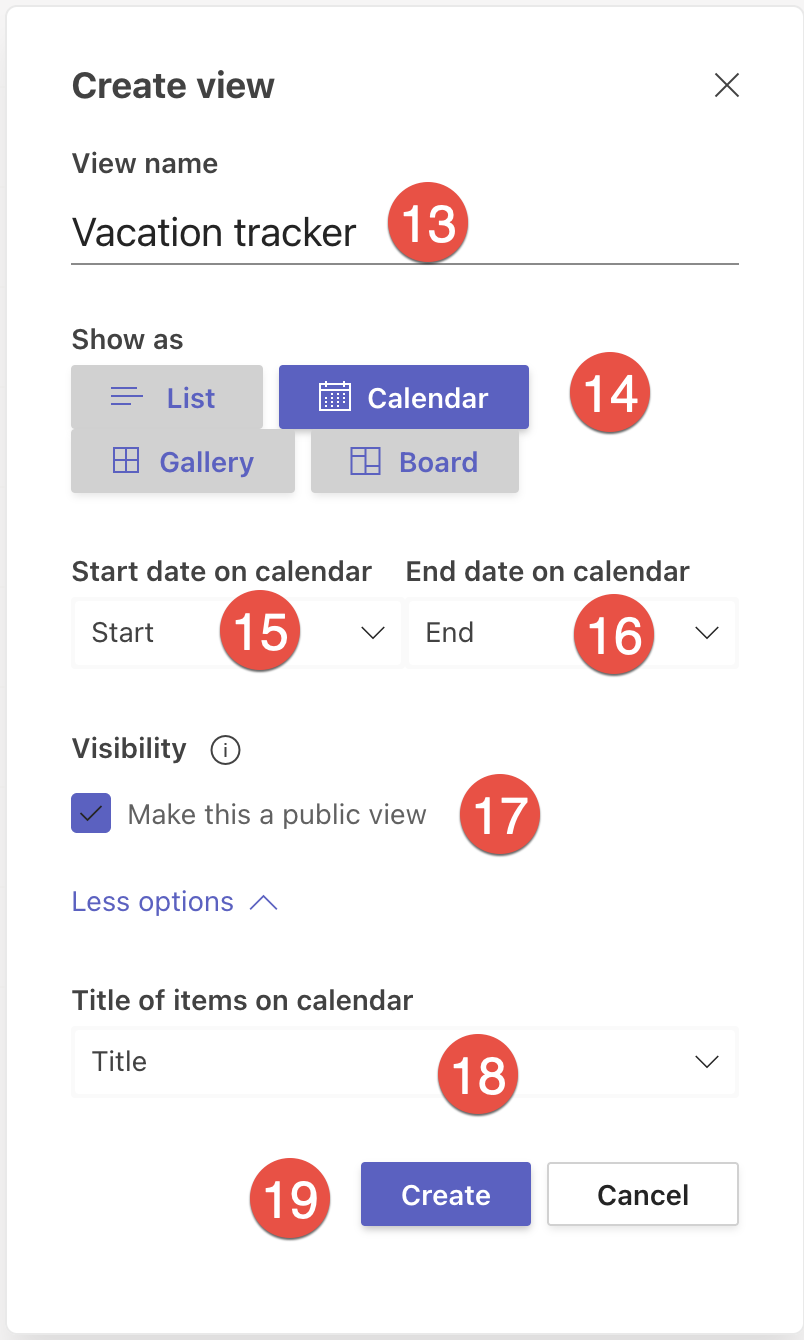 Create view
View name
Vacation tracker 13
Show as
List Calendar 14
Gallery Board
Start date on calendar End date on calendar
Start 15 End 16
Visibility i
Make this a public view 17
Less options
Title of items on calendar
Title 18
19 Create Cancel